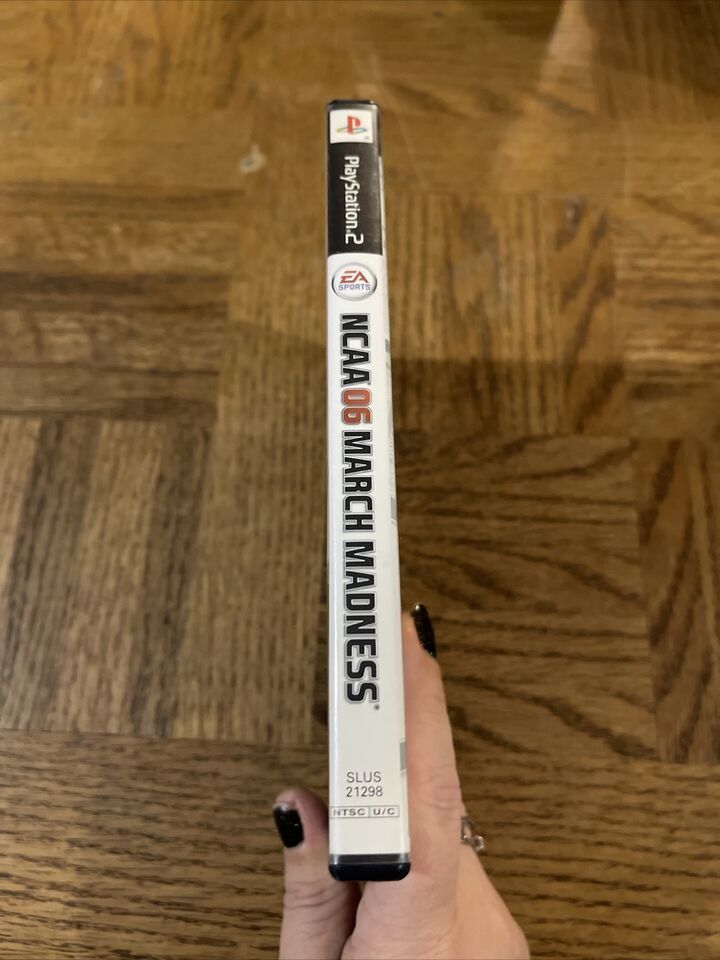 PlayStation.2
EA
SPORTS
NCAA 06 MARCH MADNESS
SLUS
21298
NTSC U/C